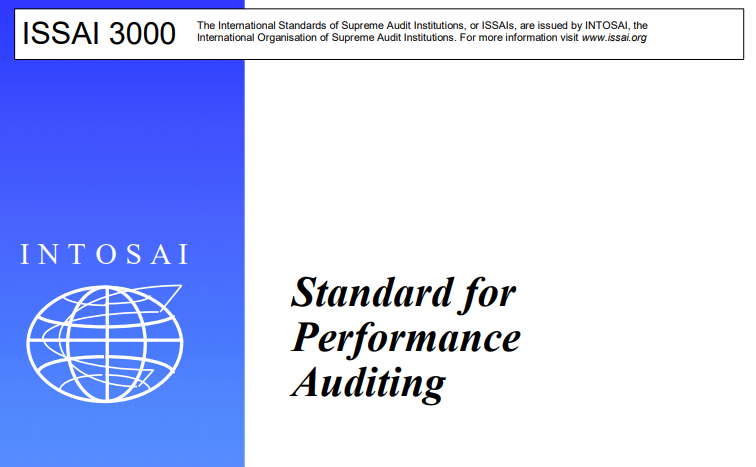 ISSAI 3000
The International Standards of Supreme Audit Institutions, or ISSAIs, are issued by INTOSAI, the
International Organisation of Supreme Audit Institutions. For more information visit www.issai.org
INTOSAI
Standard for
Performance
Auditing